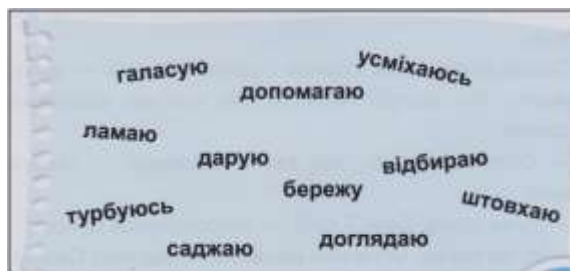 галасую
усміхаюсь
допомагаю
ламаю
дарую
відбираю
бережу
турбуюсь
штовхаю
саджаю
доглядаю